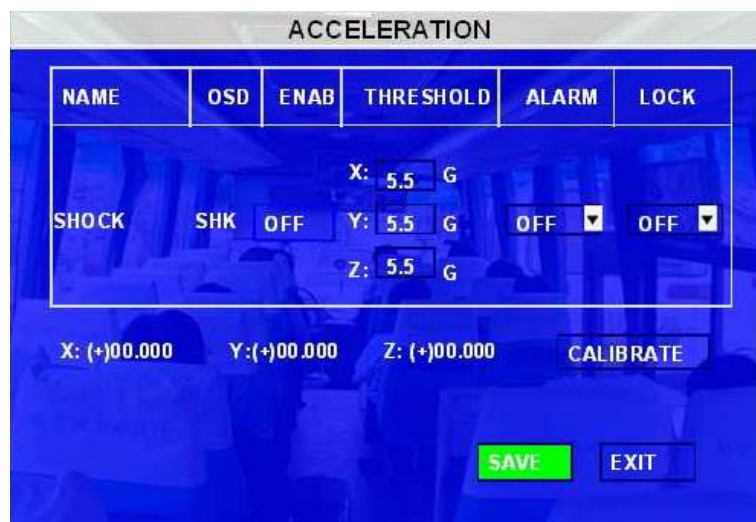 ACCELERATION
NAME OSD ENAB THRESHOLD ALARM LOCK
X: 5.5 G
SHOCK SHK OFF Y: 5.5 G OFF OFF
Z: 5.5 G
X: (+)00.000 Y:(+)00.000 Z: (+)00.000 CALIBRATE
SAVE EXIT